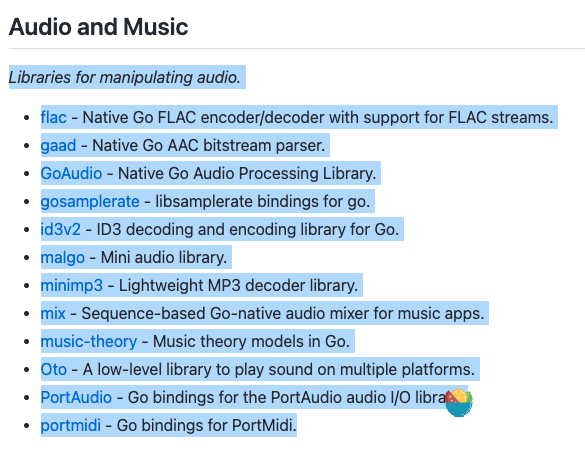 Audio and Music
Libraries for manipulating audio.
flac - Native Go FLAC encoder/decoder with support for FLAC streams.
gaad - Native Go AAC bitstream parser.
GoAudio - Native Go Audio Processing Library.
gosamplerate - libsamplerate bindings for go.
id3v2 - ID3 decoding and encoding library for Go.
malgo - Mini audio library.
minimp3 - Lightweight MP3 decoder library.
mix - Sequence-based Go-native audio mixer for music apps.
music-theory - Music theory models in Go.
Oto - A low-level library to play sound on multiple platforms.
PortAudio - Go bindings for the PortAudio audio I/O
portmidi - Go bindings for PortMidi.